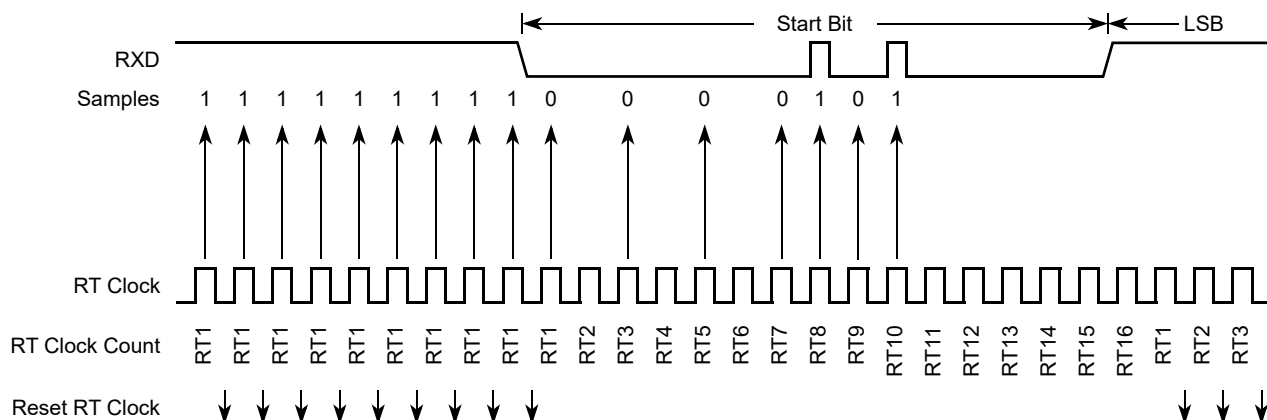 Start Bit LSB
RXD
Samples 1 1 1 1 1 1 1 1 1 0 0 0 0 1 0 1
RT Clock
RT Clock Count RT1 RT1 RT1 RT1 RT1 RT1 RT1 RT1 RT1 RT1 RT2 RT3 RT4 RT5 RT6 RT7 RT8 RT9 RT10 RT11 RT12 RT13 RT14 RT15 RT16 RT1 RT2 RT3
Reset RT Clock